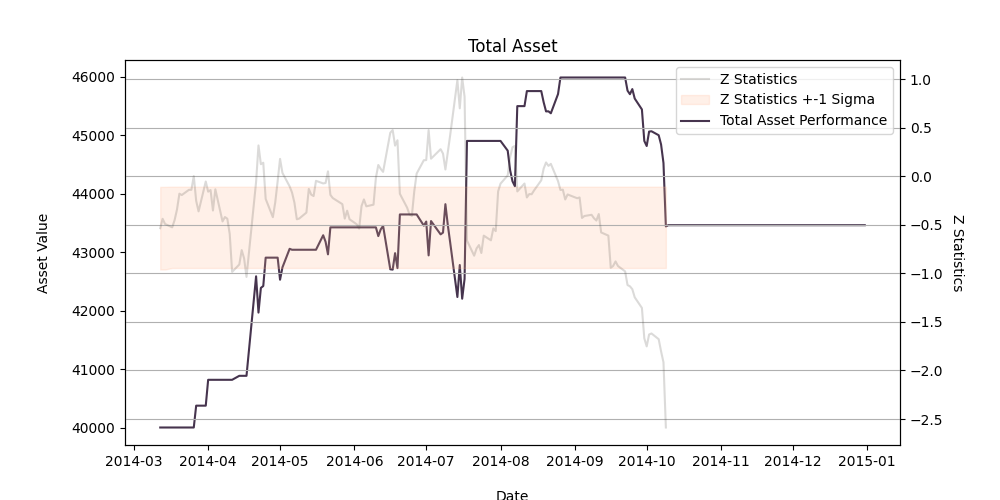 Total Asset
Z Statistics
Z Statistics +-1 Sigma
Total Asset Performance
46000
45000
44000
43000
42000
41000
40000
Asset Value
1.0
0.5
0.0
−0.5
−1.0
−1.5
−2.0
−2.5
Z Statistics
2014-03 2014-04 2014-05 2014-06 2014-07 2014-08 2014-09 2014-10 2014-11 2014-12 2015-01
Date